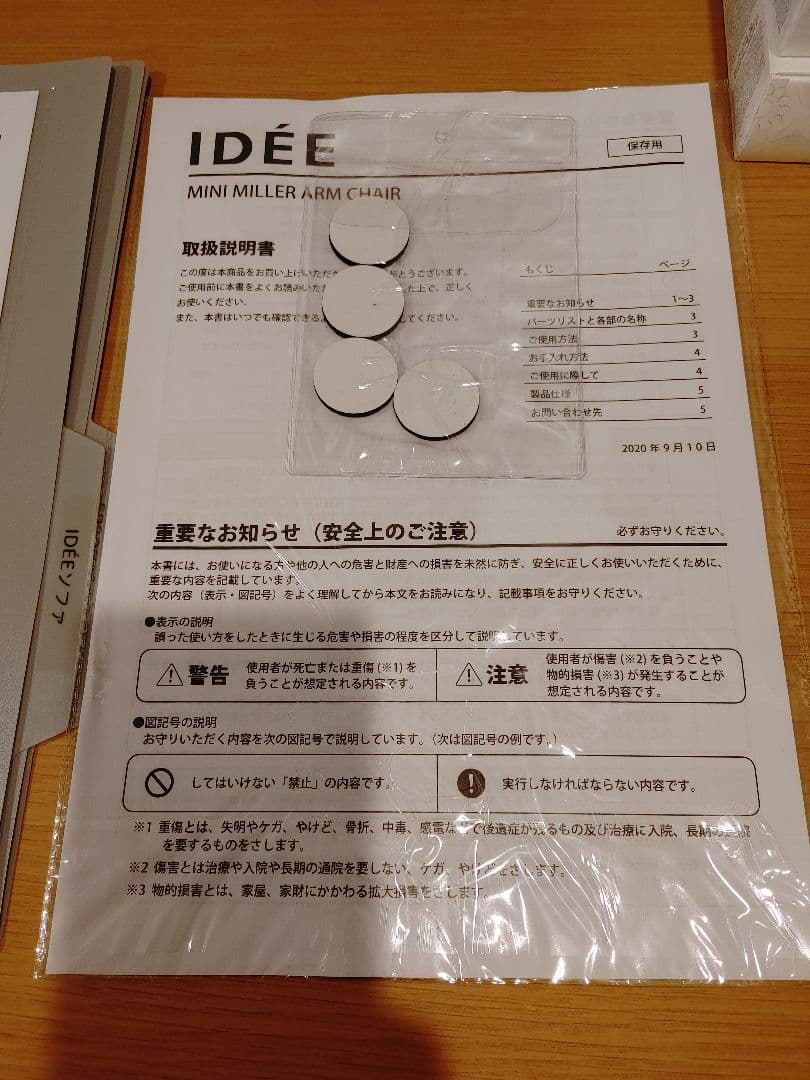 IDÉE
保存用
MINI MILLER ARM CHAIR
取扱説明書
この度は本商品をお買い上げいただき がとうございます。
ご使用前に本書をよくお読みいた た上で、正しく
お使いください。
また、本書はいつでも確認できる してください。
もくじ ページ
重要なお知らせ 1～3
パーツリストと各部の名称 3
ご使用方法 3
お手入れ方法 4
ご使用に際して 4
製品仕様 5
お問い合わせ先 5
2020年9月10日
重要なお知らせ（安全上のご注意） 必ずお守りください。
本書には、お使いになる方や他の人への危害と財産への損害を未然に防ぎ、安全に正しくお使いいただくために、
重要な内容を記載しています。
次の内容（表示・図記号）をよく理解してから本文をお読みになり、記載事項をお守りください。
●表示の説明
誤った使い方をしたときに生じる危害や損害の程度を区分して説明しています。
警告 使用者が死亡または重傷(※1)を
負うことが想定される内容です。
注意 使用者が傷害(※2)を負うことや
物的損害(※3)が発生することが
想定される内容です。
●図記号の説明
お守りいただく内容を次の図記号で説明しています。（次は図記号の例です。）
してはいけない「禁止」の内容です。
実行しなければならない内容です。
※1 重傷とは、失明やケガ、やけど、骨折、中毒、感電などで後遺症が残るもの及び治療に入院、長期の通院
を要するものをさします。
※2 傷害とは治療や入院や長期の通院を要しない、ケガ、やけどをさします。
※3 物的損害とは、家屋、家財にかかわる拡大損害をさします。
IDÉEソファ